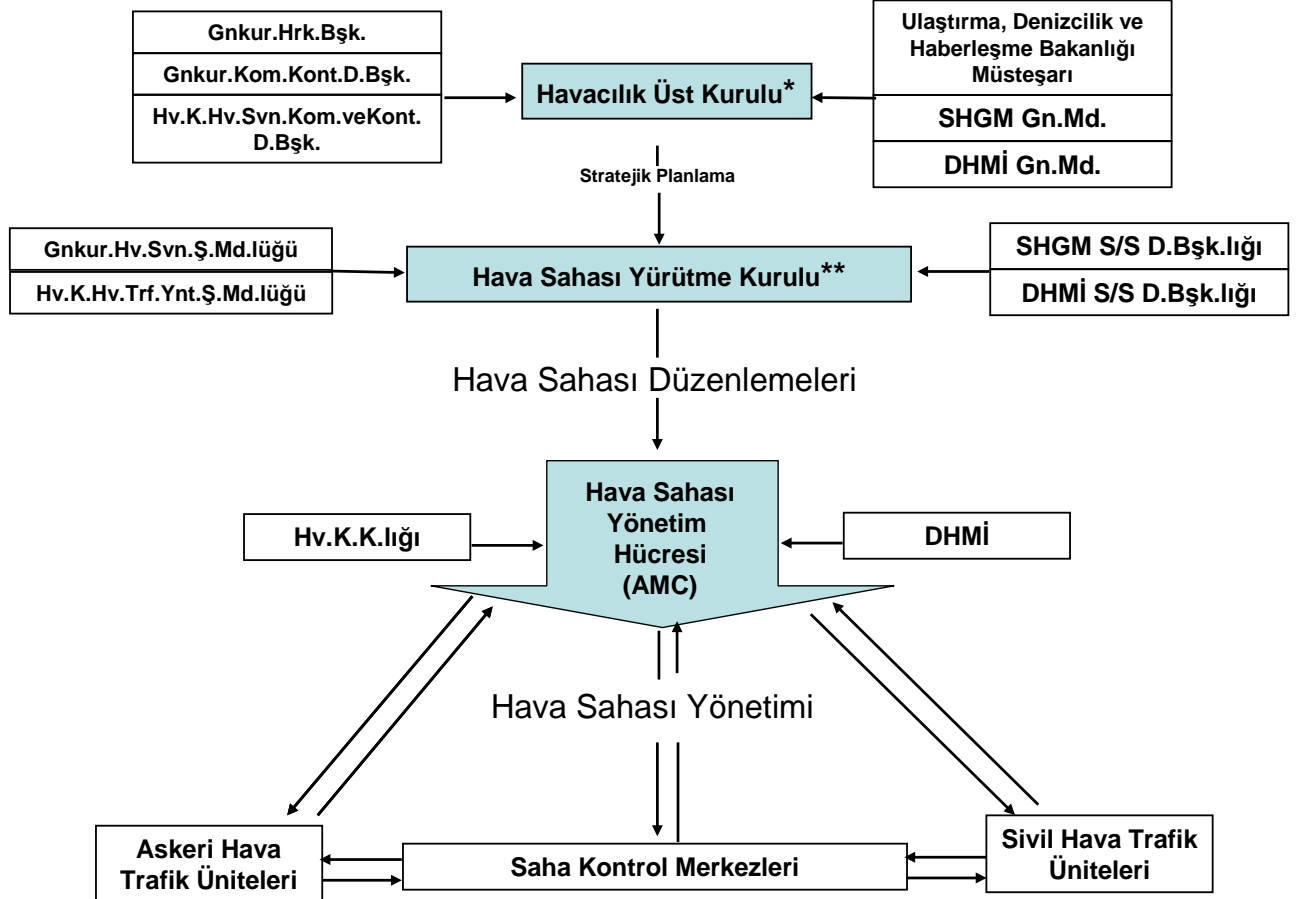 Gnkur.Hrk.Bşk.
Gnkur.Kom.Kont.D.Bşk.
Hv.K.Hv.Svn.Kom.veKont.
D.Bşk.
Havacılık Üst Kurulu*
Ulaştırma, Denizcilik ve
Haberleşme Bakanlığı
Müsteşarı
SHGM Gn.Md.
DHMİ Gn.Md.
Stratejik Planlama
Gnkur.Hv.Svn.Ş.Md.lüğü
Hv.K.Hv.Trf.Ynt.Ş.Md.lüğü
Hava Sahası Yürütme Kurulu**
SHGM S/S D.Bşk.lığı
DHMİ S/S D.Bşk.lığı
Hava Sahası Düzenlemeleri
Hv.K.K.lığı
Hava Sahası
Yönetim
Hücresi
(AMC)
DHMİ
Hava Sahası Yönetimi
Askeri Hava
Trafik Üniteleri
Saha Kontrol Merkezleri
Sivil Hava Trafik
Üniteleri